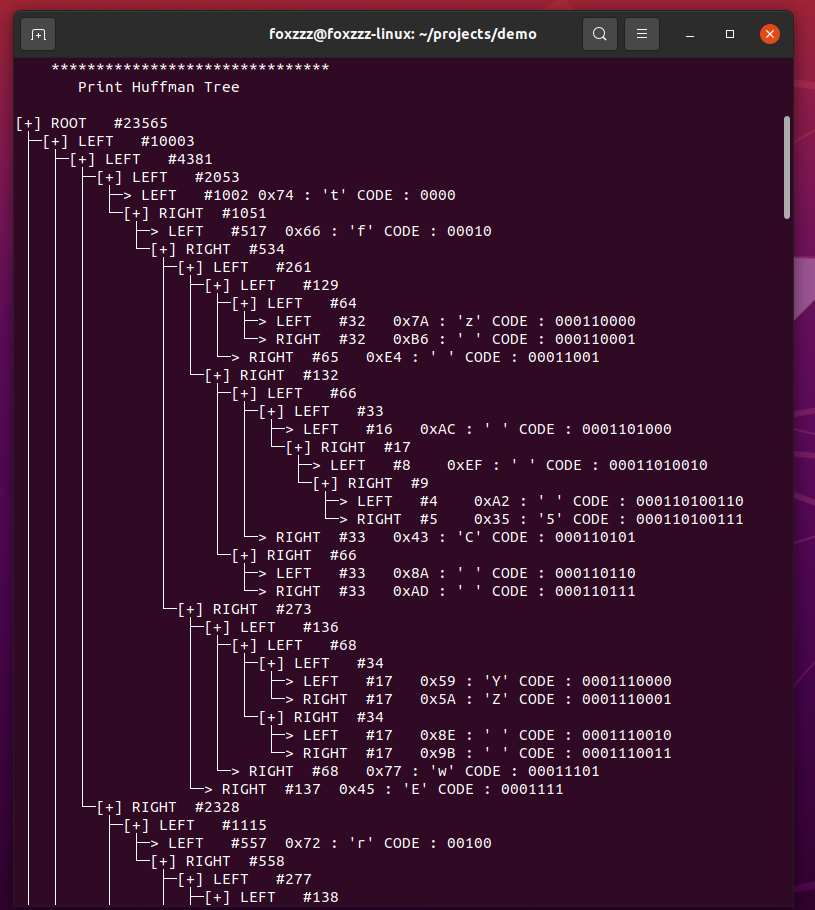 foxzzz@foxzzz-linux: ~/projects/demo
*******************************
Print Huffman Tree
[+] ROOT   #23565
[+] LEFT   #10003
[+] LEFT   #4381
[+] LEFT   #2053
> LEFT   #1002 0x74 : 't' CODE : 0000
[+] RIGHT  #1051
> LEFT   #517  0x66 : 'f' CODE : 00010
[+] RIGHT  #534
[+] LEFT   #261
[+] LEFT   #129
[+] LEFT   #64
> LEFT   #32   0x7A : 'z' CODE : 000110000
> RIGHT  #32   0xB6 : ' ' CODE : 000110001
> RIGHT  #65   0xE4 : ' ' CODE : 00011001
[+] RIGHT  #132
[+] LEFT   #66
[+] LEFT   #33
> LEFT   #16   0xAC : ' ' CODE : 0001101000
[+] RIGHT  #17
> LEFT   #8    0xEF : ' ' CODE : 00011010010
[+] RIGHT  #9
> LEFT   #4    0xA2 : ' ' CODE : 000110100110
> RIGHT  #5    0x35 : '5' CODE : 000110100111
> RIGHT  #33   0x43 : 'C' CODE : 000110101
[+] RIGHT  #66
> LEFT   #33   0x8A : ' ' CODE : 000110110
> RIGHT  #33   0xAD : ' ' CODE : 000110111
[+] RIGHT  #273
[+] LEFT   #136
[+] LEFT   #68
[+] LEFT   #34
> LEFT   #17   0x59 : 'Y' CODE : 0001110000
> RIGHT  #17   0x5A : 'Z' CODE : 0001110001
[+] RIGHT  #34
> LEFT   #17   0x8E : ' ' CODE : 0001110010
> RIGHT  #17   0x9B : ' ' CODE : 0001110011
> RIGHT  #68   0x77 : 'w' CODE : 00011101
> RIGHT  #137  0x45 : 'E' CODE : 0001111
[+] RIGHT  #2328
[+] LEFT   #1115
> LEFT   #557  0x72 : 'r' CODE : 00100
[+] RIGHT  #558
[+] LEFT   #277
[+] LEFT   #138